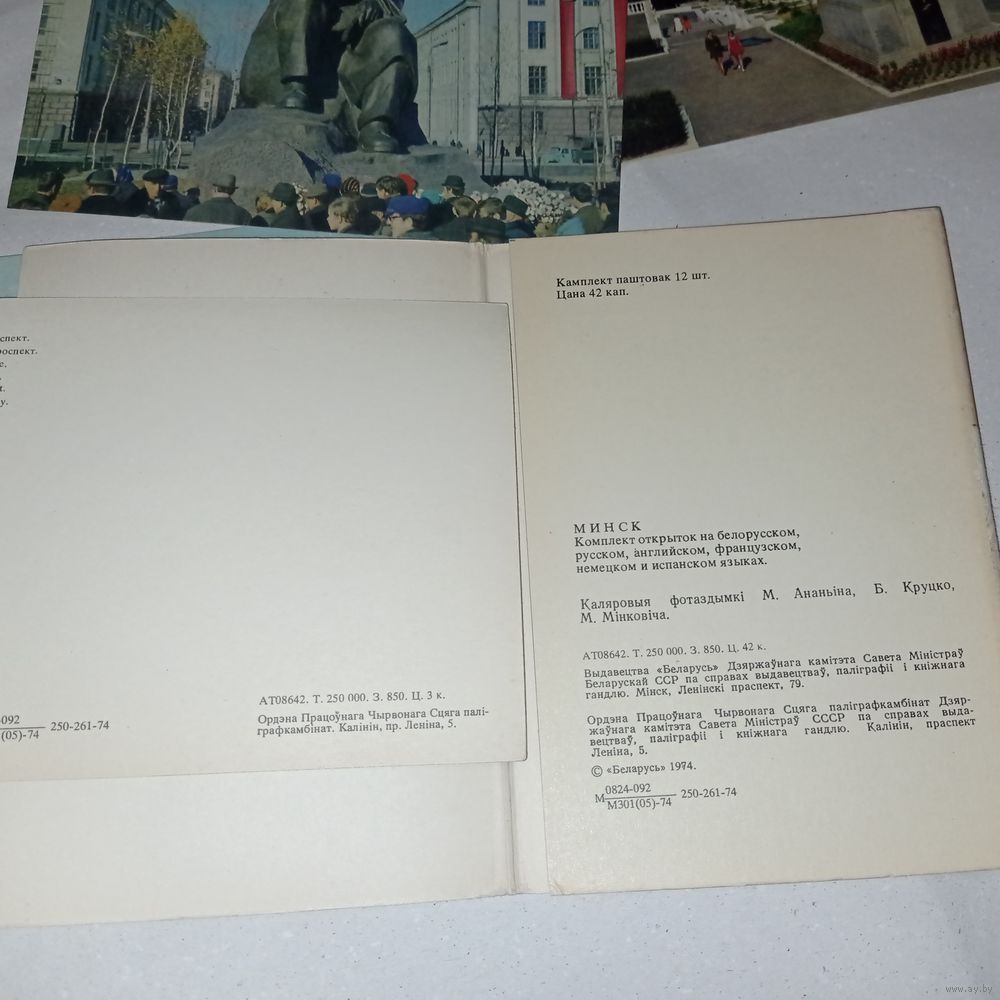 Камплект паштовак 12 шт.
Цана 42 кап.
спект.
роспект.
е.
у.
МИНСК
Комплект открыток на белорусском,
русском, английском, французском,
немецком и испанском языках.
Каляровыя фотаздымкі М. Ананьіна, Б. Круцко,
М. Мінковіча.
АТ08642. Т. 250 000. З. 850. Ц. 42 к.
Выдавецтва «Беларусь» Дзяржаўнага камітэта Савета Міністраў
Беларускай ССР па справах выдавецтваў, паліграфіі і кніжнага
гандлю. Мінск, Ленінскі праспект, 79.
Ордэна Працоўнага Чырвонага Сцяга паліграфкамбінат Дзяр-
жаўнага камітэта Савета Міністраў СССР па справах выда-
вецтваў, паліграфіі і кніжнага гандлю. Калінін, праспект
Леніна, 5.
© «Беларусь» 1974.
М 0824-092
М301(05)-74 250-261-74
АТ08642. Т. 250 000. З. 850. Ц. 3 к.
Ордэна Працоўнага Чырвонага Сцяга палі-
графкамбінат. Калінін, пр. Леніна, 5.
-092
(05)-74 250-261-74
www.ay.by